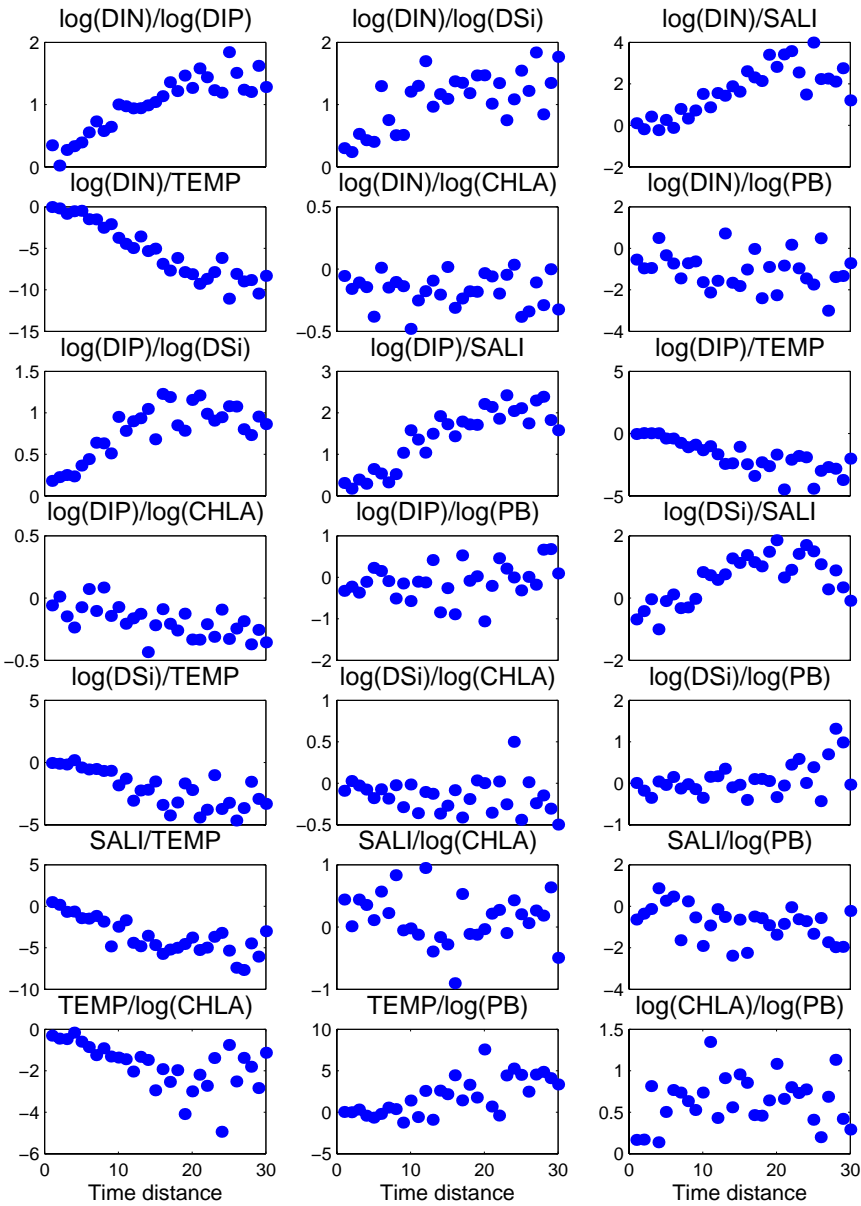 log(DIN)/log(DIP) log(DIN)/log(DSi) log(DIN)/SALI
2 2 4
1 1 2
0
0 0 −2
log(DIN)/TEMP log(DIN)/log(CHLA) log(DIN)/log(PB)
0 0.5 2
−5 0
0
−10 −2
−15 −0.5 −4
log(DIP)/log(DSi) log(DIP)/SALI log(DIP)/TEMP
1.5 3 5
1 2
0
0.5 1
0 0 −5
log(DIP)/log(CHLA) log(DIP)/log(PB) log(DSi)/SALI
0.5 1 2
0
0 0
−1
−0.5 −2 −2
log(DSi)/TEMP log(DSi)/log(CHLA) log(DSi)/log(PB)
5 1 2
0.5 1
0
0 0
−5 −0.5 −1
SALI/TEMP SALI/log(CHLA) SALI/log(PB)
5 1 2
0 0
0
−5 −2
−10 −1 −4
TEMP/log(CHLA) TEMP/log(PB) log(CHLA)/log(PB)
0 10 1.5
−2 5 1
−4 0 0.5
−6 −5 0
0 10 20 30 0 10 20 30 0 10 20 30
Time distance Time distance Time distance